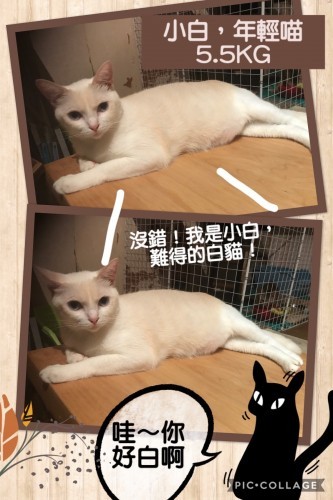 小白，年輕喵
5.5KG
沒錯！我是小白，
難得的白貓！
哇～你
好白啊
PIC•COLLAGE